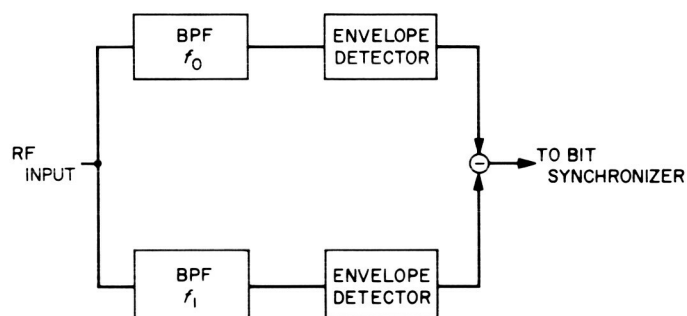 BPF
f0
ENVELOPE
DETECTOR
RF
INPUT
−
TO BIT
SYNCHRONIZER
BPF
f1
ENVELOPE
DETECTOR